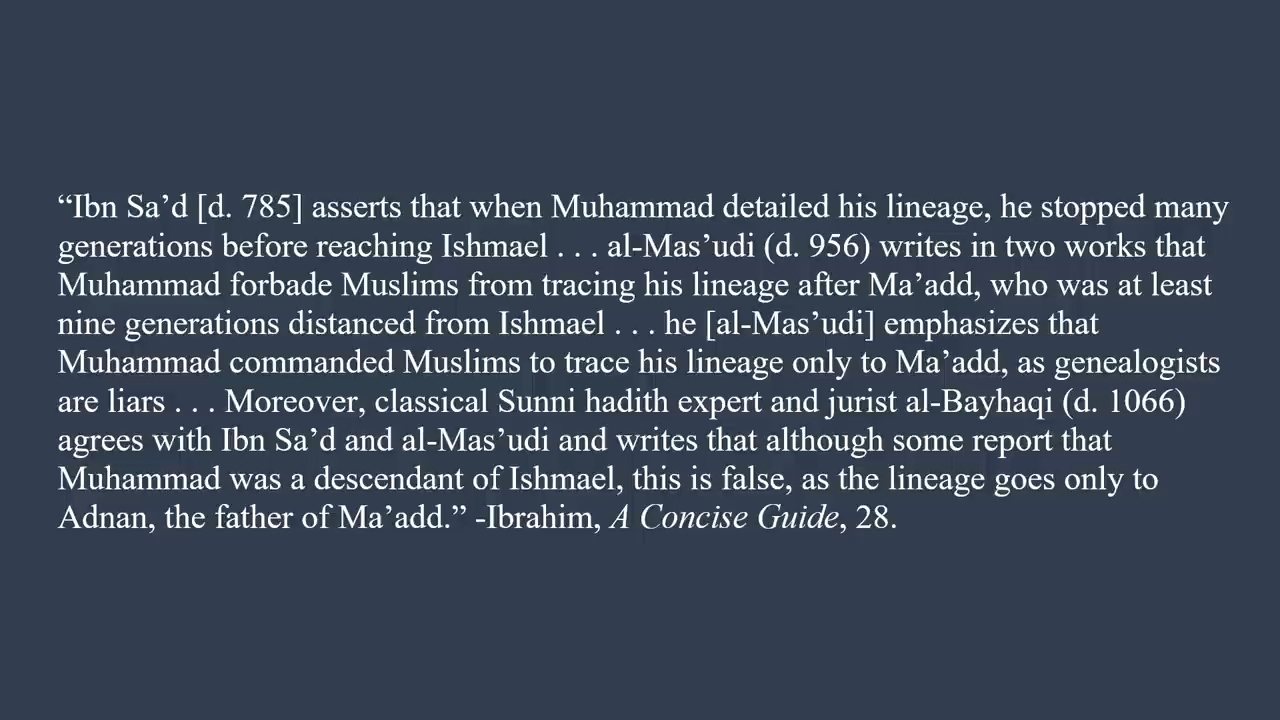 “Ibn Sa’d [d. 785] asserts that when Muhammad detailed his lineage, he stopped many
generations before reaching Ishmael . . . al-Mas’udi (d. 956) writes in two works that
Muhammad forbade Muslims from tracing his lineage after Ma’add, who was at least
nine generations distanced from Ishmael . . . he [al-Mas’udi] emphasizes that
Muhammad commanded Muslims to trace his lineage only to Ma’add, as genealogists
are liars . . . Moreover, classical Sunni hadith expert and jurist al-Bayhaqi (d. 1066)
agrees with Ibn Sa’d and al-Mas’udi and writes that although some report that
Muhammad was a descendant of Ishmael, this is false, as the lineage goes only to
Adnan, the father of Ma’add.” -Ibrahim, A Concise Guide, 28.